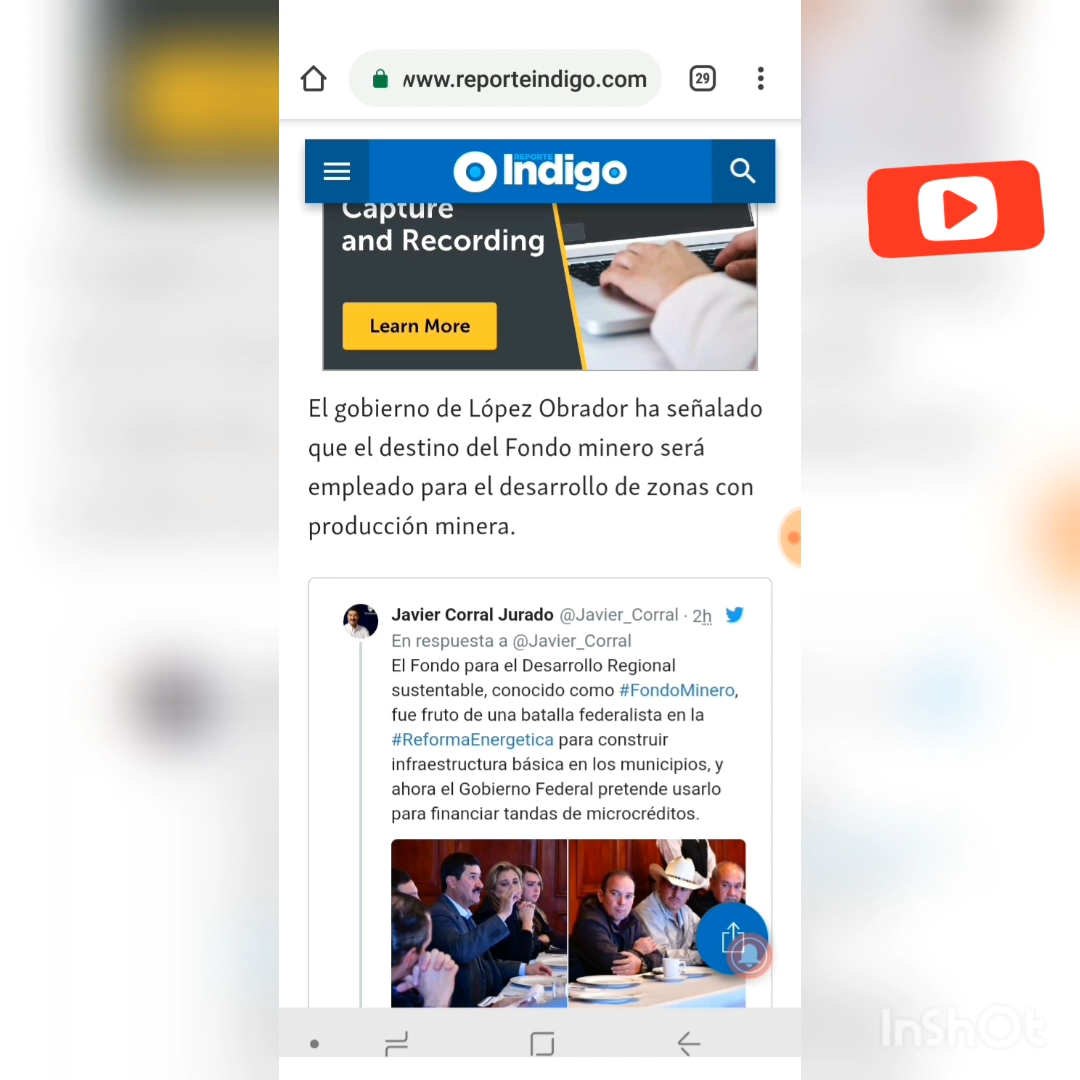 www.reporteindigo.com
29
REPORTE
Indigo
Capture
and Recording
Learn More
El gobierno de López Obrador ha señalado
que el destino del Fondo minero será
empleado para el desarrollo de zonas con
producción minera.
Javier Corral Jurado @Javier_Corral · 2h
En respuesta a @Javier_Corral
El Fondo para el Desarrollo Regional
sustentable, conocido como #FondoMinero,
fue fruto de una batalla federalista en la
#ReformaEnergetica para construir
infraestructura básica en los municipios, y
ahora el Gobierno Federal pretende usarlo
para financiar tandas de microcréditos.
InShOt